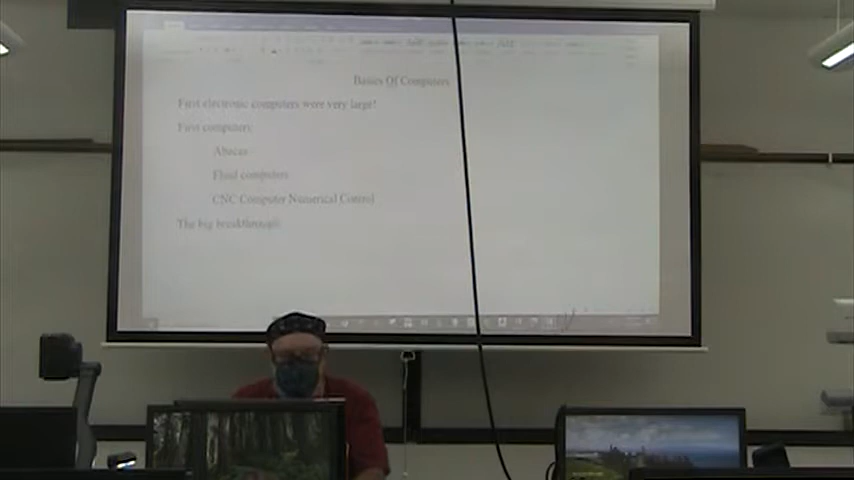 Basics Of Computers
First electronic computers were very large!
First computers:
Abacus
Fluid computers
CNC Computer Numerical Control
The big breakthrough!